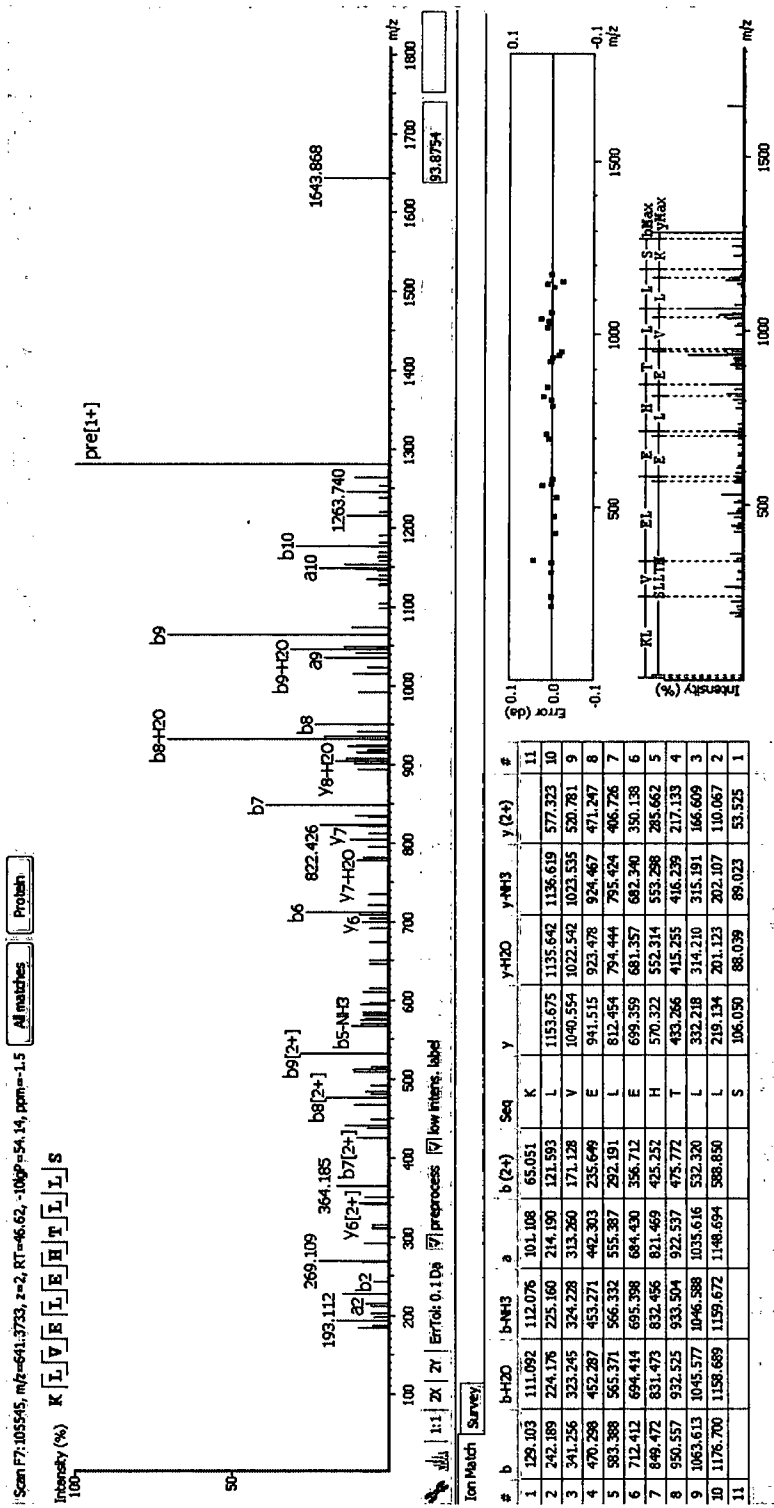 Scan F7:105545, m/z=641.3733, z=2, RT=46.62, -10lgP=54.14, ppm=-1.5 All matches Protein
Intensity (%) K L V E L E H T L L S
100
50
193.112
a2
b2
269.109
y6[2+]
364.185
b7[2+]
b8[2+]
b9[2+]
b5-NH3
y6
b6
y7-H2O
y7
822.426
b7
y8-H2O
b8-H2O
b8
a9
b9-H2O
b9
a10
b10
1263.740
pre[1+]
1643.868
100 200 300 400 500 600 700 800 900 1000 1100 1200 1300 1400 1500 1600 1700 1800 m/z
1:1 2X 2Y ErrTol: 0.1 Da preprocess low intens. label 93.8754
Ion Match Survey
# b b-H2O b-NH3 a b (2+) Seq y y-H2O y-NH3 y (2+) #
1 129.103 111.092 112.076 101.108 65.051 K 11
2 242.189 224.176 225.160 214.190 121.593 L 1153.675 1135.642 1136.619 577.323 10
3 341.256 323.245 324.228 313.260 171.128 V 1040.554 1022.542 1023.535 520.781 9
4 470.298 452.287 453.271 442.303 235.649 E 941.515 923.478 924.467 471.247 8
5 583.388 565.371 566.332 555.387 292.191 L 812.454 794.444 795.424 406.726 7
6 712.412 694.414 695.398 684.430 356.712 E 699.359 681.357 682.340 350.138 6
7 849.472 831.473 832.456 821.469 425.252 H 570.322 552.314 553.298 285.662 5
8 950.557 932.525 933.504 922.537 475.772 T 433.266 415.255 416.239 217.133 4
9 1063.613 1045.577 1046.588 1035.616 532.320 L 332.218 314.210 315.191 166.609 3
10 1176.700 1158.689 1159.672 1148.694 588.850 L 219.134 201.123 202.107 110.067 2
11 S 106.050 88.039 89.023 53.525 1
Error (da)
0.1
0.0
-0.1
500 1000 1500 m/z
KL V EL E H T L L S bMax
SLLTH E L E V L K yMax
Intensity (%)
500 1000 1500 m/z